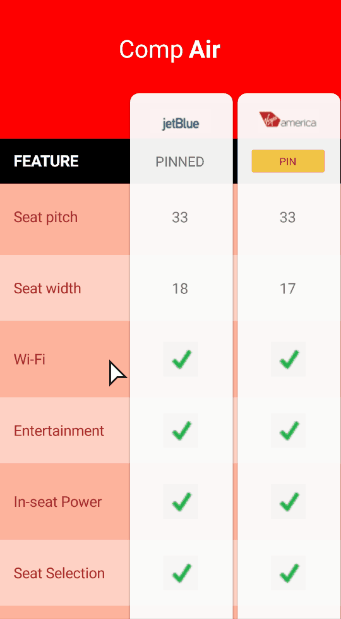 Comp Air
jetBlue
Virgin america
FEATURE PINNED PIN
Seat pitch 33 33
Seat width 18 17
Wi-Fi
Entertainment
In-seat Power
Seat Selection